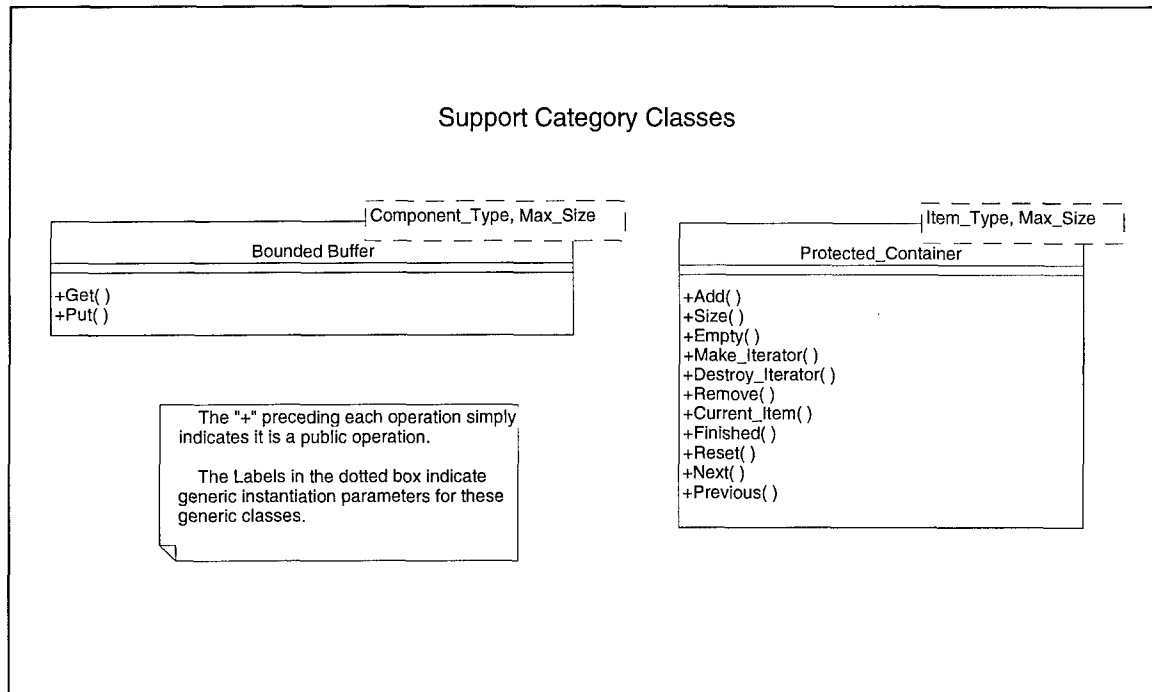 Support Category Classes
Component_Type, Max_Size
Bounded Buffer
+Get( )
+Put( )
Item_Type, Max_Size
Protected_Container
+Add( )
+Size( )
+Empty( )
+Make_Iterator( )
+Destroy_Iterator( )
+Remove( )
+Current_Item( )
+Finished( )
+Reset( )
+Next( )
+Previous( )
The "+" preceding each operation simply
indicates it is a public operation.
The Labels in the dotted box indicate
generic instantiation parameters for these
generic classes.